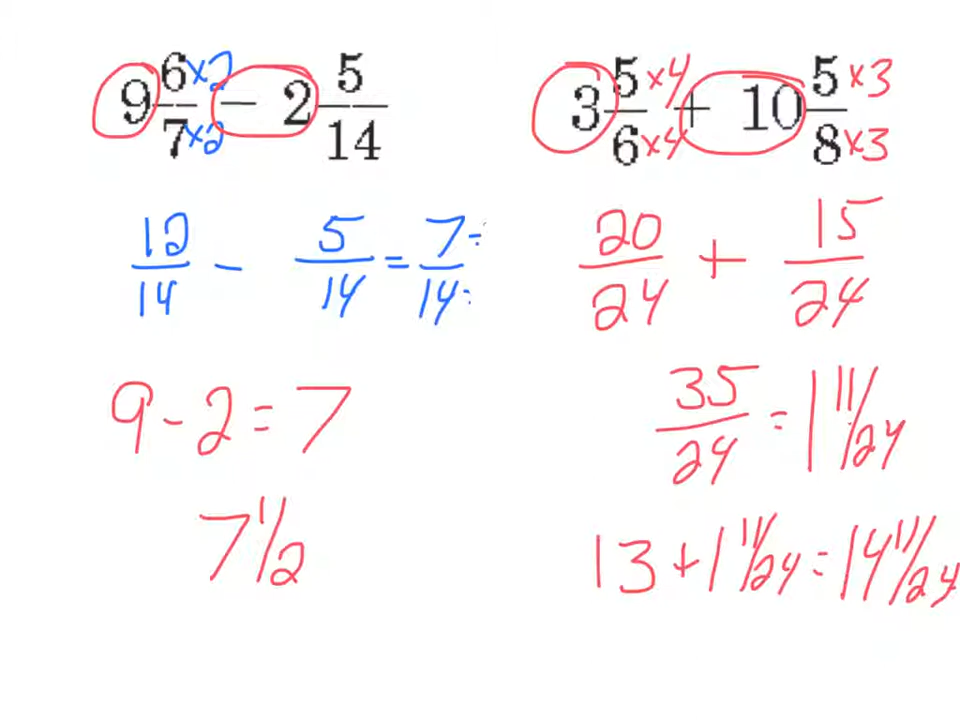 9 6/7 ×2 ×2 − 2 5/14
12/14 − 5/14 = 7/14
9 - 2 = 7
7 1/2
3 5/6 ×4 ×4 + 10 5/8 ×3 ×3
20/24 + 15/24
35/24 = 1 11/24
13 + 1 11/24 = 14 11/24